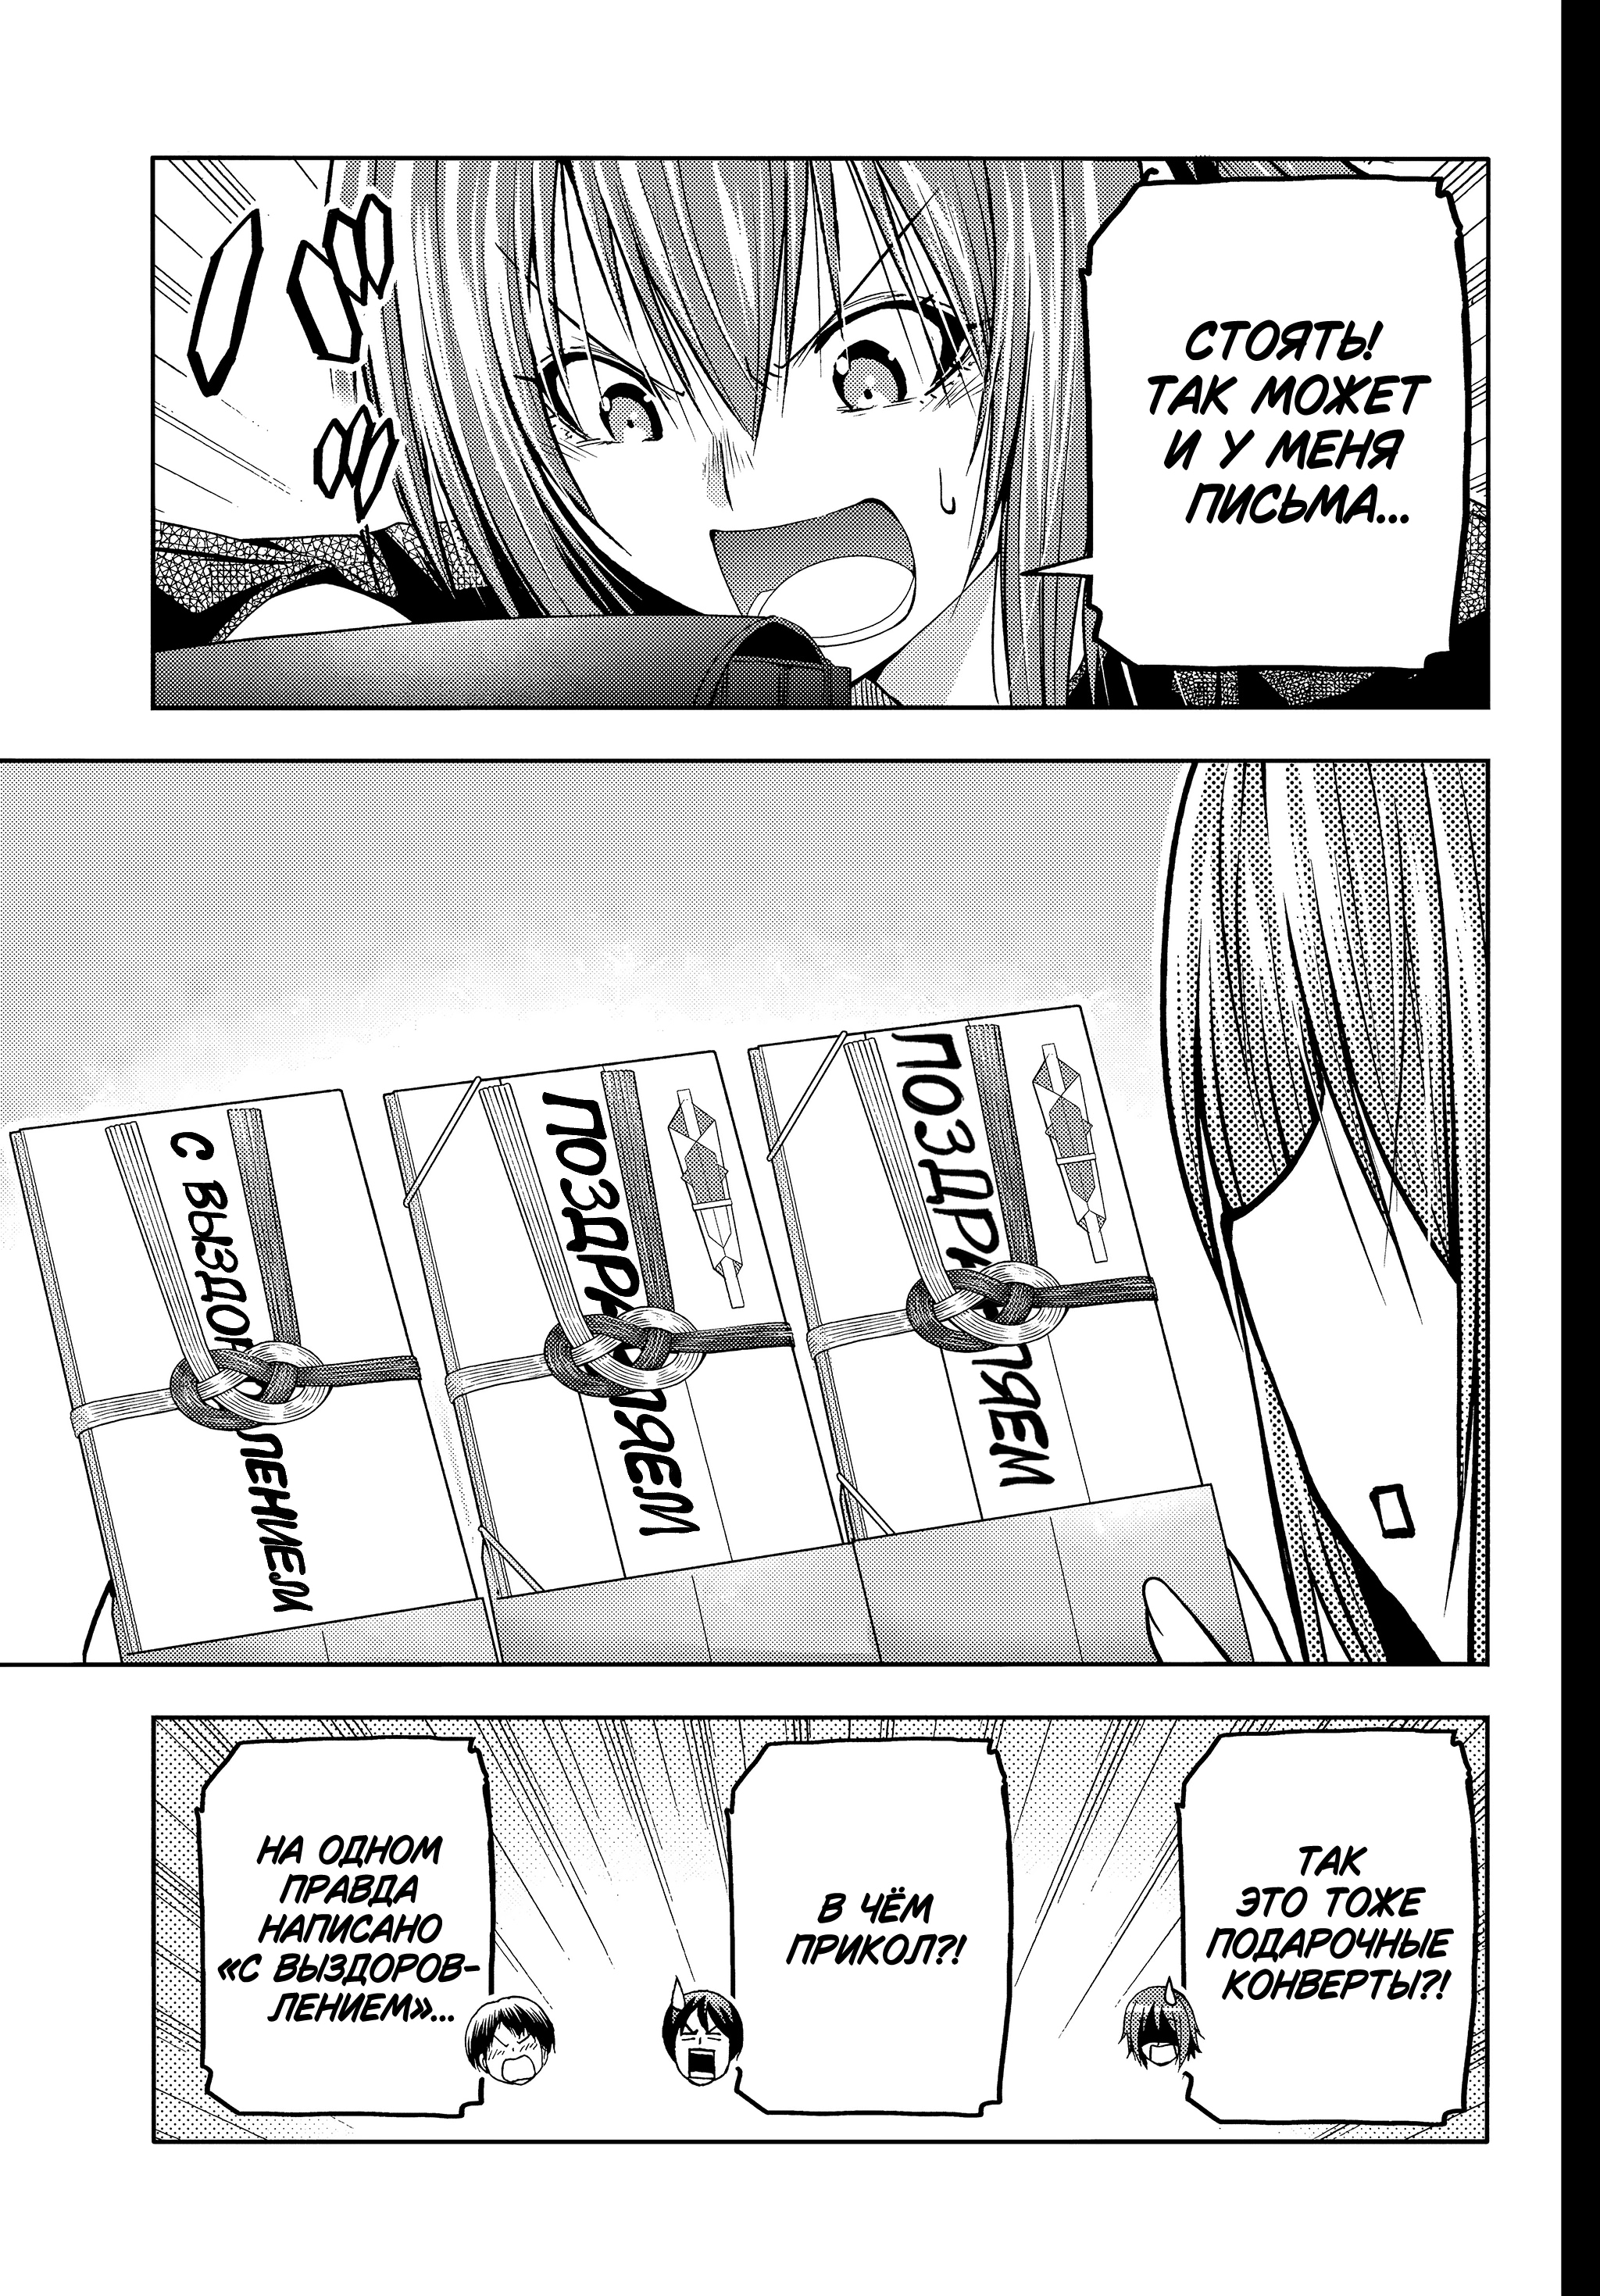 СТОЯТЬ!
ТАК МОЖЕТ
И У МЕНЯ
ПИСЬМА...
ПОЗДРАВЛЯЕМ
ПОЗДРАВЛЯЕМ
С ВЫЗДОРОВЛЕНИЕМ
ТАК
ЭТО ТОЖЕ
ПОДАРОЧНЫЕ
КОНВЕРТЫ?!
В ЧЁМ
ПРИКОЛ?!
НА ОДНОМ
ПРАВДА
НАПИСАНО
«С ВЫЗДОРОВ-
ЛЕНИЕМ»...